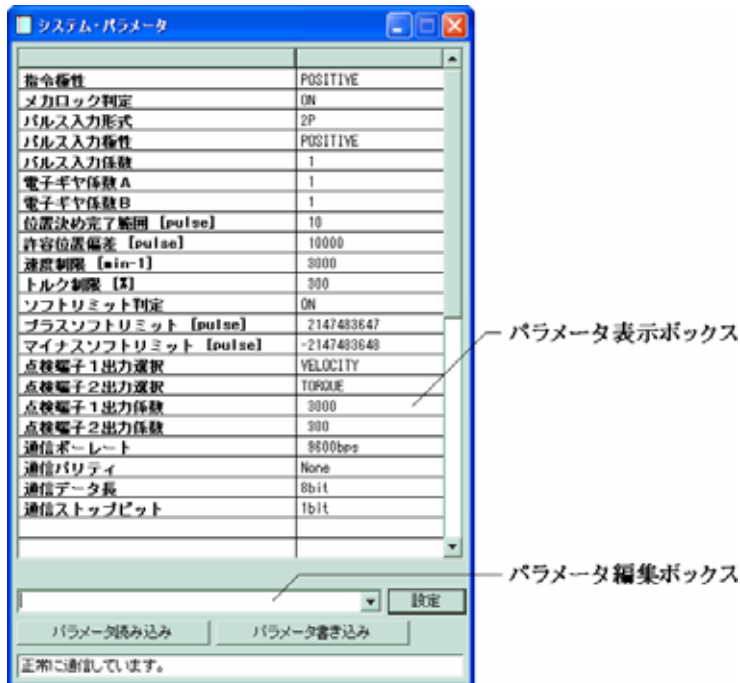 システム・パラメータ
指令極性 POSITIVE
メカロック判定 ON
パルス入力形式 2P
パルス入力極性 POSITIVE
パルス入力係数 1
電子ギヤ係数A 1
電子ギヤ係数B 1
位置決め完了範囲 [pulse] 10
許容位置偏差 [pulse] 10000
速度制限 [min-1] 3000
トルク制限 [%] 300
ソフトリミット判定 ON
プラスソフトリミット [pulse] 2147483647
マイナスソフトリミット [pulse] -2147483648
点検端子1出力選択 VELOCITY
点検端子2出力選択 TORQUE
点検端子1出力係数 3000
点検端子2出力係数 300
通信ボーレート 9600bps
通信パリティ None
通信データ長 8bit
通信ストップビット 1bit
パラメータ表示ボックス
パラメータ編集ボックス
設定
パラメータ読み込み パラメータ書き込み
正常に通信しています。